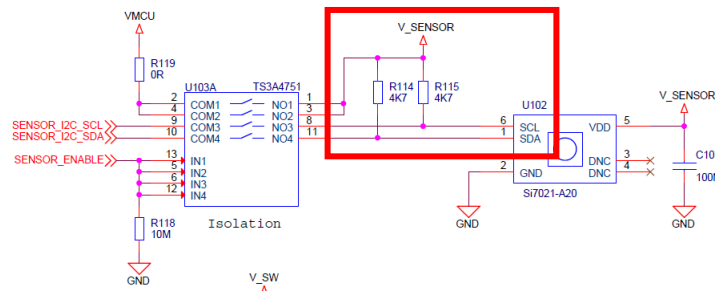 VMCU
V_SENSOR
R119
0R
R114
4K7
R115
4K7
U103A
TS3A4751
U102
V_SENSOR
2
COM1
NO1
1
4
COM2
NO2
3
SENSOR_I2C_SCL
9
COM3
NO3
8
6
SCL
VDD
5
SENSOR_I2C_SDA
10
COM4
NO4
11
1
SDA
SENSOR_ENABLE
13
IN1
5
IN2
6
IN3
12
IN4
2
GND
DNC
3
DNC
4
C10
100N
Si7021-A20
R118
10M
Isolation
GND
GND
GND
V_SW